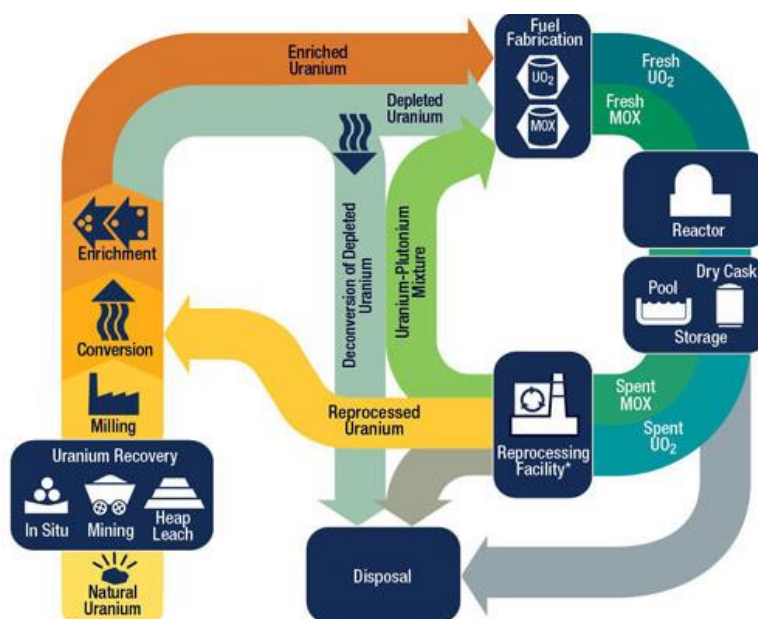 Fuel
Fabrication
UO₂
MOX
Enriched
Uranium
Depleted
Uranium
Fresh
UO₂
Fresh
MOX
Reactor
Dry Cask
Pool
Storage
Enrichment
Conversion
Milling
Deconversion of Depleted
Uranium
Uranium-Plutonium
Mixture
Reprocessed
Uranium
Spent
MOX
Spent
UO₂
Reprocessing
Facility*
Uranium Recovery
In Situ
Mining
Heap
Leach
Natural
Uranium
Disposal